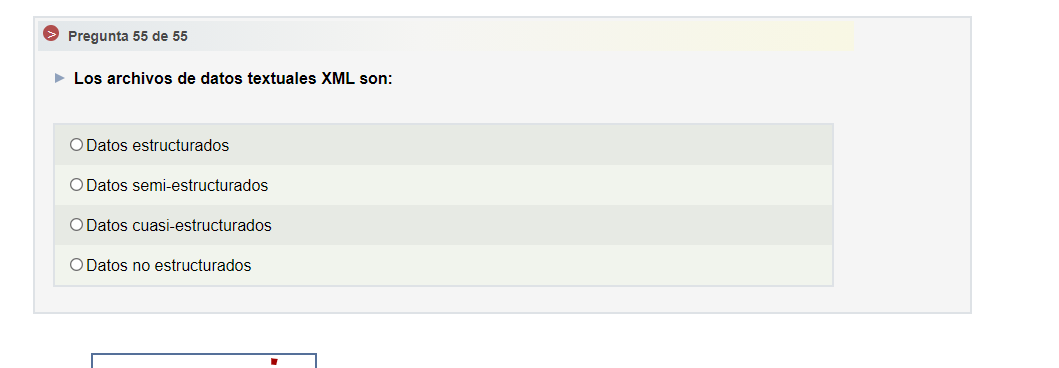 Pregunta 55 de 55
Los archivos de datos textuales XML son:
Datos estructurados
Datos semi-estructurados
Datos cuasi-estructurados
Datos no estructurados